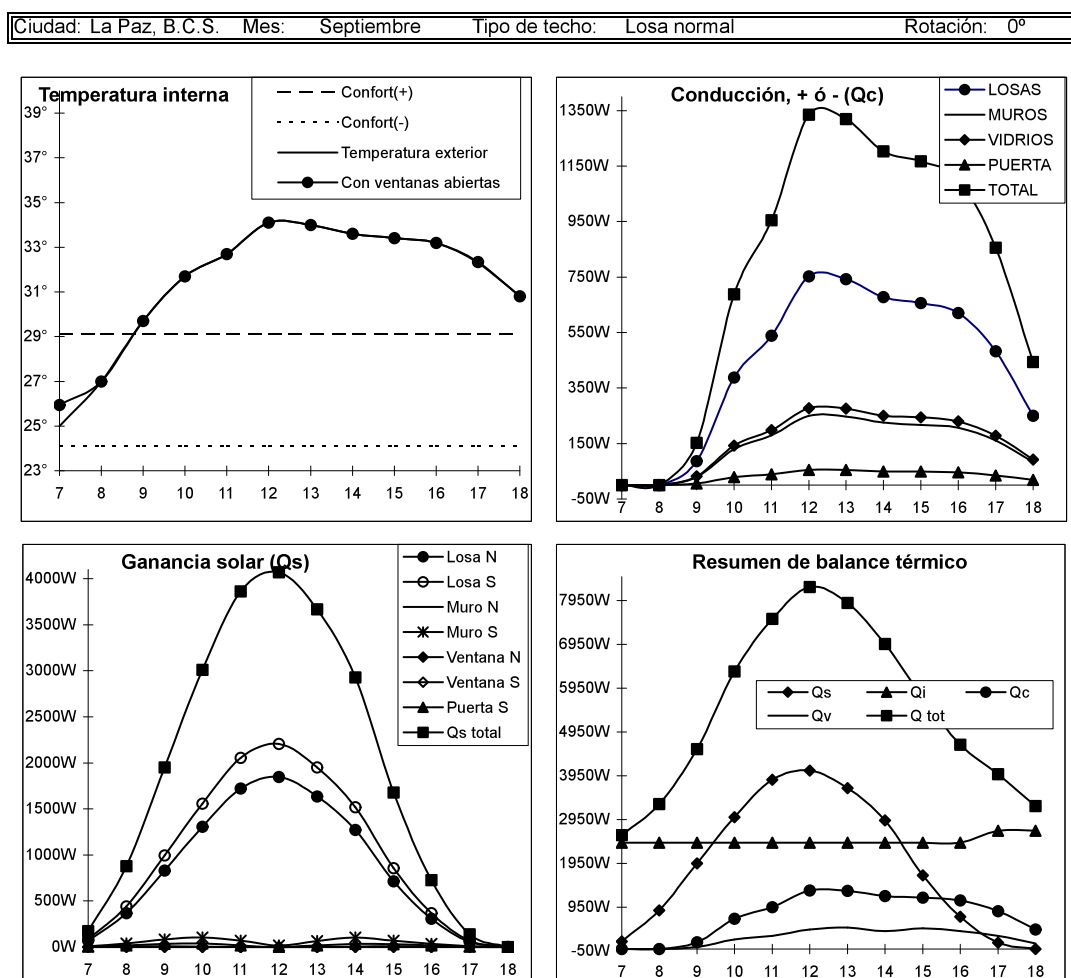 Ciudad: La Paz, B.C.S. Mes: Septiembre Tipo de techo: Losa normal Rotación: 0º
Temperatura interna
Confort(+)
Confort(-)
Temperatura exterior
Con ventanas abiertas
39°
37°
35°
33°
31°
29°
27°
25°
23°
7 8 9 10 11 12 13 14 15 16 17 18
Conducción, + ó - (Qc)
LOSAS
MUROS
VIDRIOS
PUERTA
TOTAL
1350W
1150W
950W
750W
550W
350W
150W
-50W
7 8 9 10 11 12 13 14 15 16 17 18
Ganancia solar (Qs)
Losa N
Losa S
Muro N
Muro S
Ventana N
Ventana S
Puerta S
Qs total
4000W
3500W
3000W
2500W
2000W
1500W
1000W
500W
0W
7 8 9 10 11 12 13 14 15 16 17 18
Resumen de balance térmico
Qs Qi Qc
Qv Q tot
7950W
6950W
5950W
4950W
3950W
2950W
1950W
950W
-50W
7 8 9 10 11 12 13 14 15 16 17 18